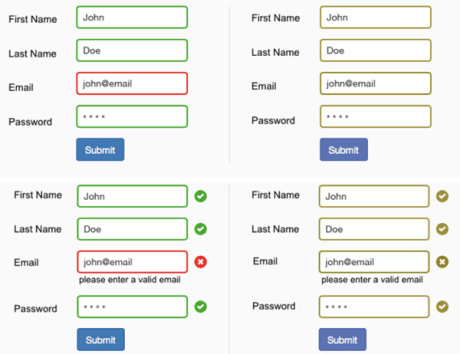 First Name John
Last Name Doe
Email john@email
Password * * * *
Submit
First Name John
Last Name Doe
Email john@email
Password * * * *
Submit
First Name John
Last Name Doe
Email john@email
please enter a valid email
Password * * * *
Submit
First Name John
Last Name Doe
Email john@email
please enter a valid email
Password * * * *
Submit